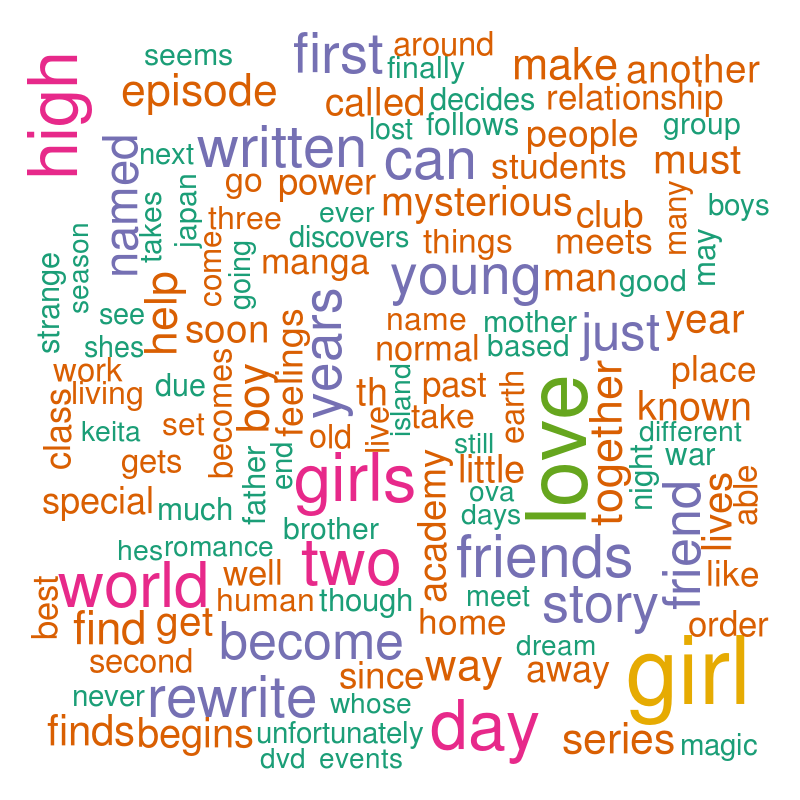 seems
first
around
finally
make
another
high
episode
called
decides
relationship
lost
follows
people
group
named
next
written
can
students
must
go
power
mysterious
club
many
boys
takes
japan
three
ever
discovers
things
meets
may
season
come
going
manga
young
man
good
strange
see
help
soon
years
name
mother
just
year
shes
feelings
normal
based
work
living
due
becomes
boy
th
island
past
earth
love
together
place
known
class
keita
set
old
live
take
different
gets
father
end
still
little
night
war
special
much
girls
academy
ova
days
friend
lives
able
brother
hes
romance
two
friends
best
world
well
human
though
meet
story
like
find
get
become
home
order
second
since
way
dream
away
girl
never
rewrite
whose
day
finds
begins
unfortunately
series
magic
dvd
events